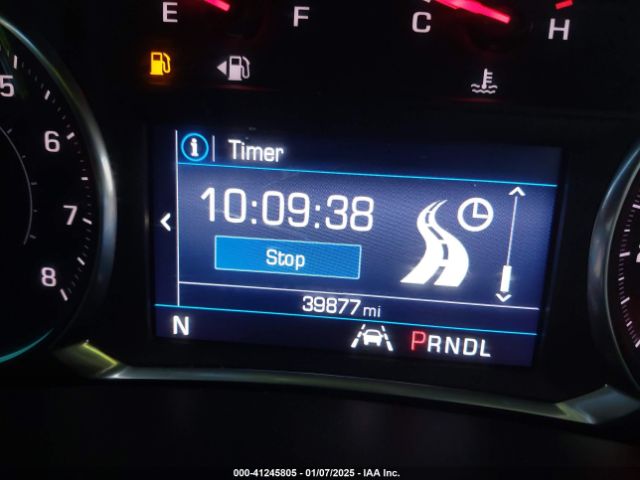 E F C H
5
6
7
8
i Timer
10:09:38
Stop
39877 mi
N PRNDL
000-41245805 - 01/07/2025 - IAA Inc.